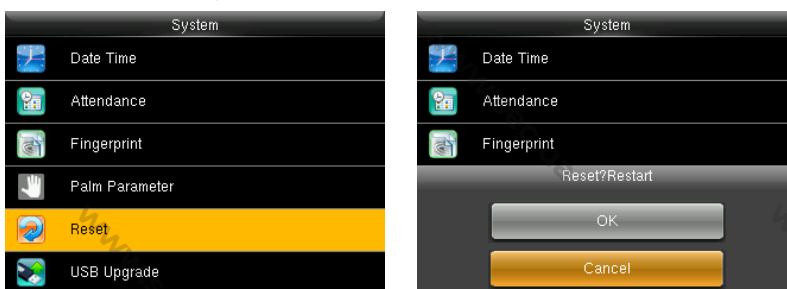 System
Date Time
Attendance
Fingerprint
Palm Parameter
Reset
USB Upgrade
System
Date Time
Attendance
Fingerprint
Reset?Restart
OK
Cancel